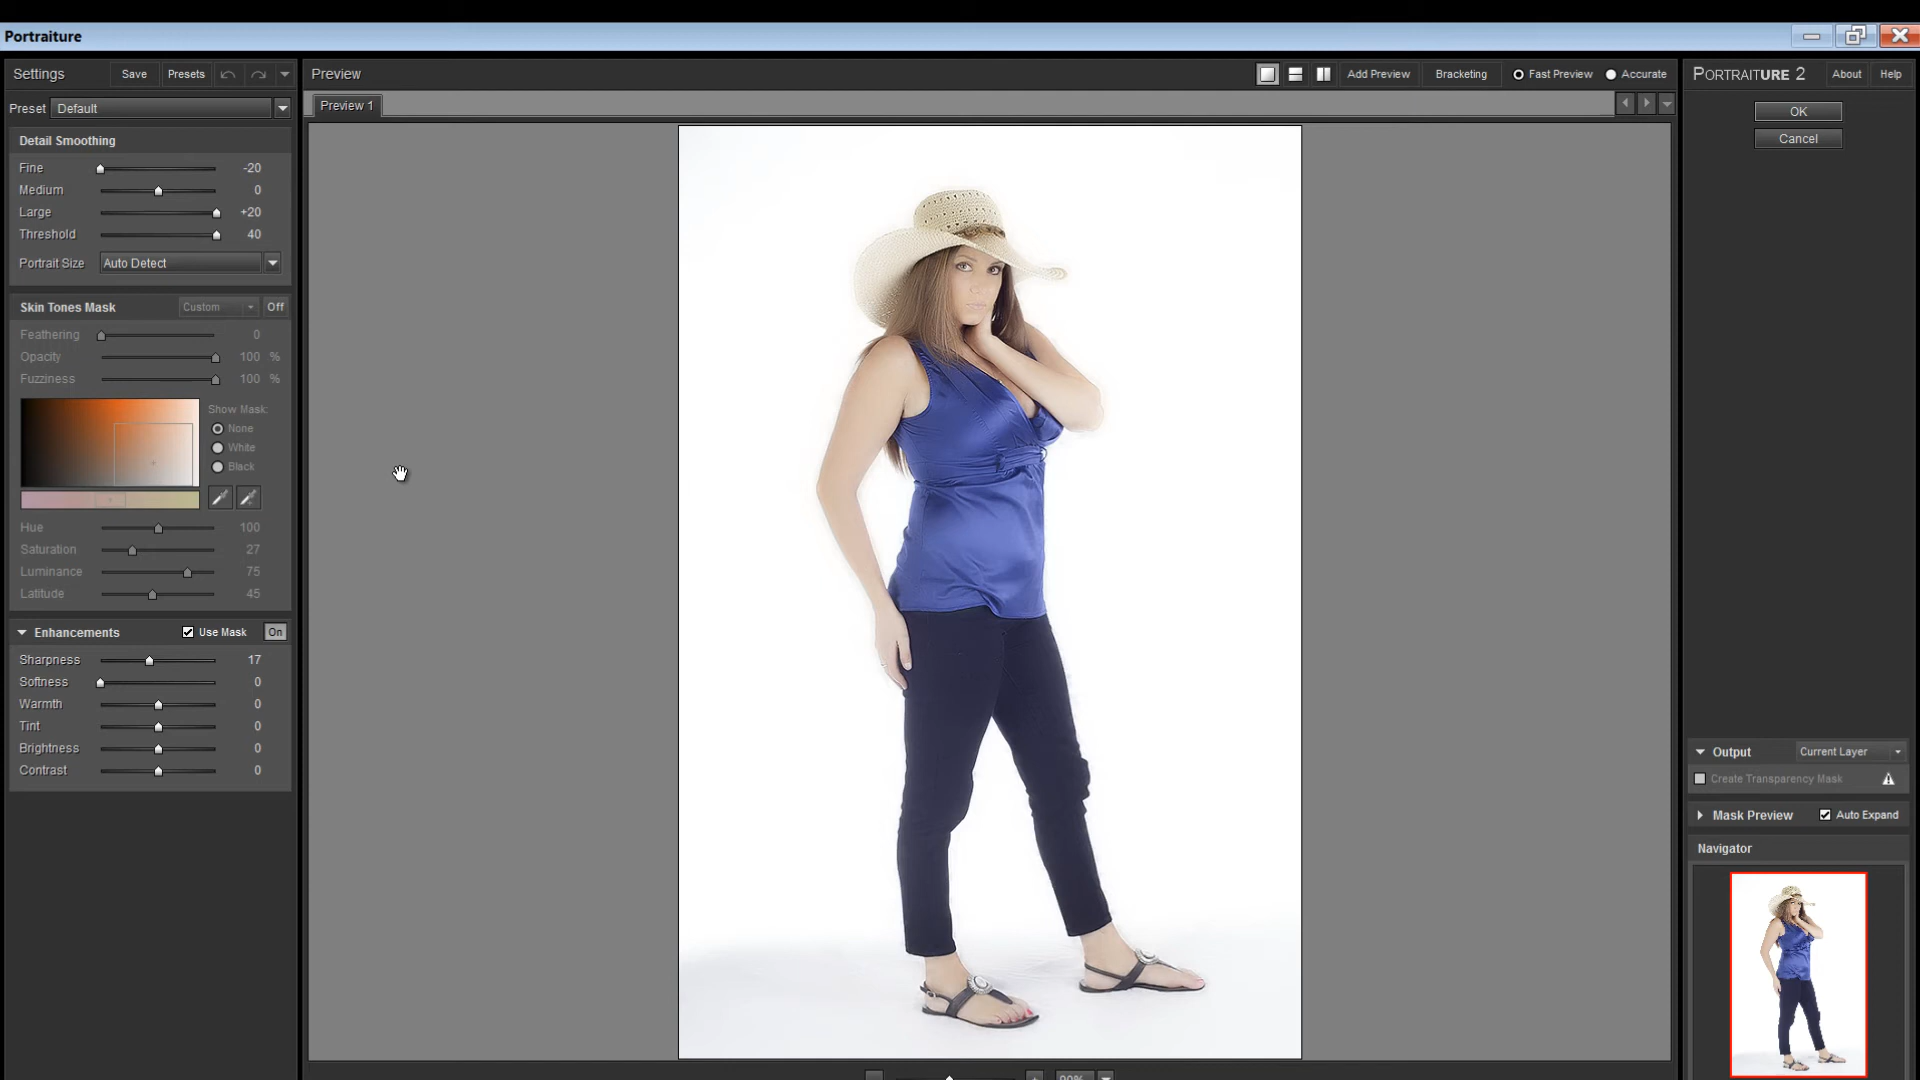 Portraiture
Settings Save Presets
Preset Default
Detail Smoothing
Fine -20
Medium 0
Large +20
Threshold 40
Portrait Size Auto Detect
Skin Tones Mask Custom Off
Feathering 0
Opacity 100 %
Fuzziness 100 %
Show Mask:
None
White
Black
Hue 100
Saturation 27
Luminance 75
Latitude 45
Enhancements Use Mask On
Sharpness 17
Softness 0
Warmth 0
Tint 0
Brightness 0
Contrast 0
Preview Add Preview Bracketing Fast Preview Accurate
Preview 1
PORTRAITURE 2 About Help
OK
Cancel
Output Current Layer
Create Transparency Mask
Mask Preview Auto Expand
Navigator